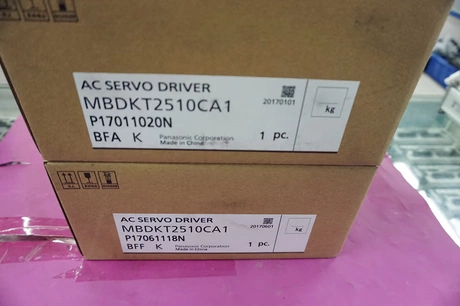 AC SERVO DRIVER
MBDKT2510CA1
20170101
P17011020N
kg
BFA K Panasonic Corporation 1 pc.
Made in China
AC SERVO DRIVER
MBDKT2510CA1
20170601
P17061118N
kg
BFF K Panasonic Corporation 1 pc.
Made in China